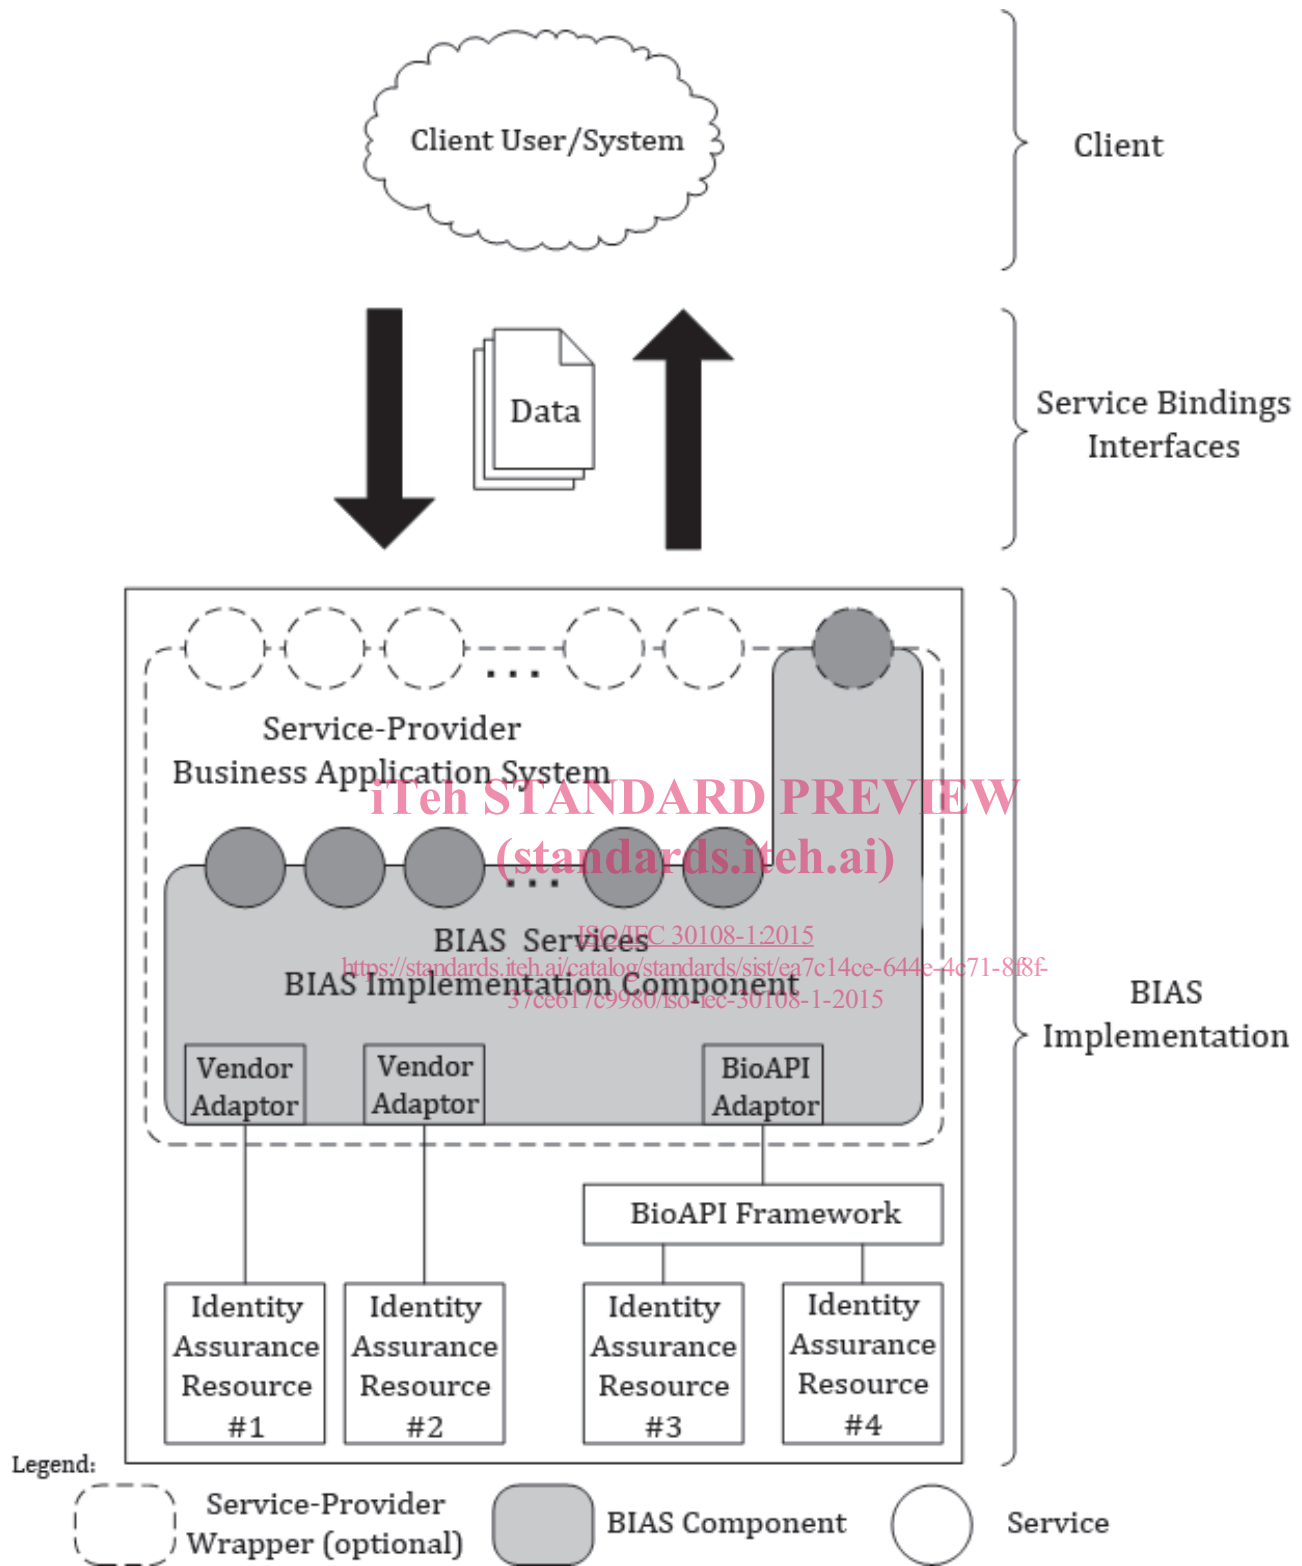 Client User/System
Client
Data
Service Bindings
Interfaces
...
Service-Provider
Business Application System
iTeh STANDARD PREVIEW
(standards.iteh.ai)
...
ISO/IEC 30108-1:2015
BIAS Services
https://standards.iteh.ai/catalog/standards/sist/ea7c14ce-644e-4c71-8f8f-
BIAS Implementation Component
37ce617c9980/iso-iec-30108-1-2015
BIAS
Implementation
Vendor
Adaptor
Vendor
Adaptor
BioAPI
Adaptor
BioAPI Framework
Identity
Assurance
Resource
#1
Identity
Assurance
Resource
#2
Identity
Assurance
Resource
#3
Identity
Assurance
Resource
#4
Legend:
Service-Provider
Wrapper (optional)
BIAS Component
Service